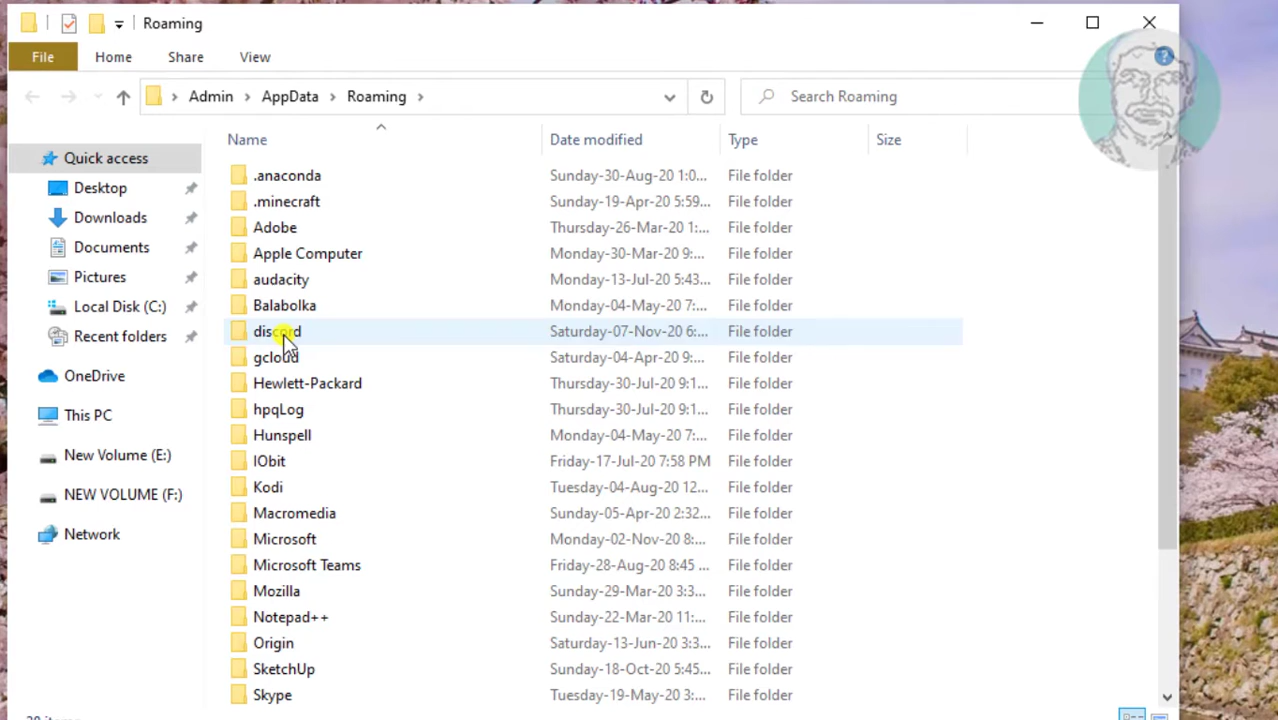 Roaming
File Home Share View
Admin AppData Roaming Search Roaming
Name Date modified Type Size
Quick access
Desktop
Downloads
Documents
Pictures
Local Disk (C:)
Recent folders
OneDrive
This PC
New Volume (E:)
NEW VOLUME (F:)
Network
.anaconda Sunday-30-Aug-20 1:0... File folder
.minecraft Sunday-19-Apr-20 5:59... File folder
Adobe Thursday-26-Mar-20 1:... File folder
Apple Computer Monday-30-Mar-20 9:... File folder
audacity Monday-13-Jul-20 5:43... File folder
Balabolka Monday-04-May-20 7:... File folder
discord Saturday-07-Nov-20 6:... File folder
gcloud Saturday-04-Apr-20 9:... File folder
Hewlett-Packard Thursday-30-Jul-20 9:1... File folder
hpqLog Thursday-30-Jul-20 9:1... File folder
Hunspell Monday-04-May-20 7:... File folder
IObit Friday-17-Jul-20 7:58 PM File folder
Kodi Tuesday-04-Aug-20 12... File folder
Macromedia Sunday-05-Apr-20 2:32... File folder
Microsoft Monday-02-Nov-20 8:... File folder
Microsoft Teams Friday-28-Aug-20 8:45 ... File folder
Mozilla Sunday-29-Mar-20 3:3... File folder
Notepad++ Sunday-22-Mar-20 11:... File folder
Origin Saturday-13-Jun-20 3:3... File folder
SketchUp Sunday-18-Oct-20 5:45... File folder
Skype Tuesday-19-May-20 3:... File folder